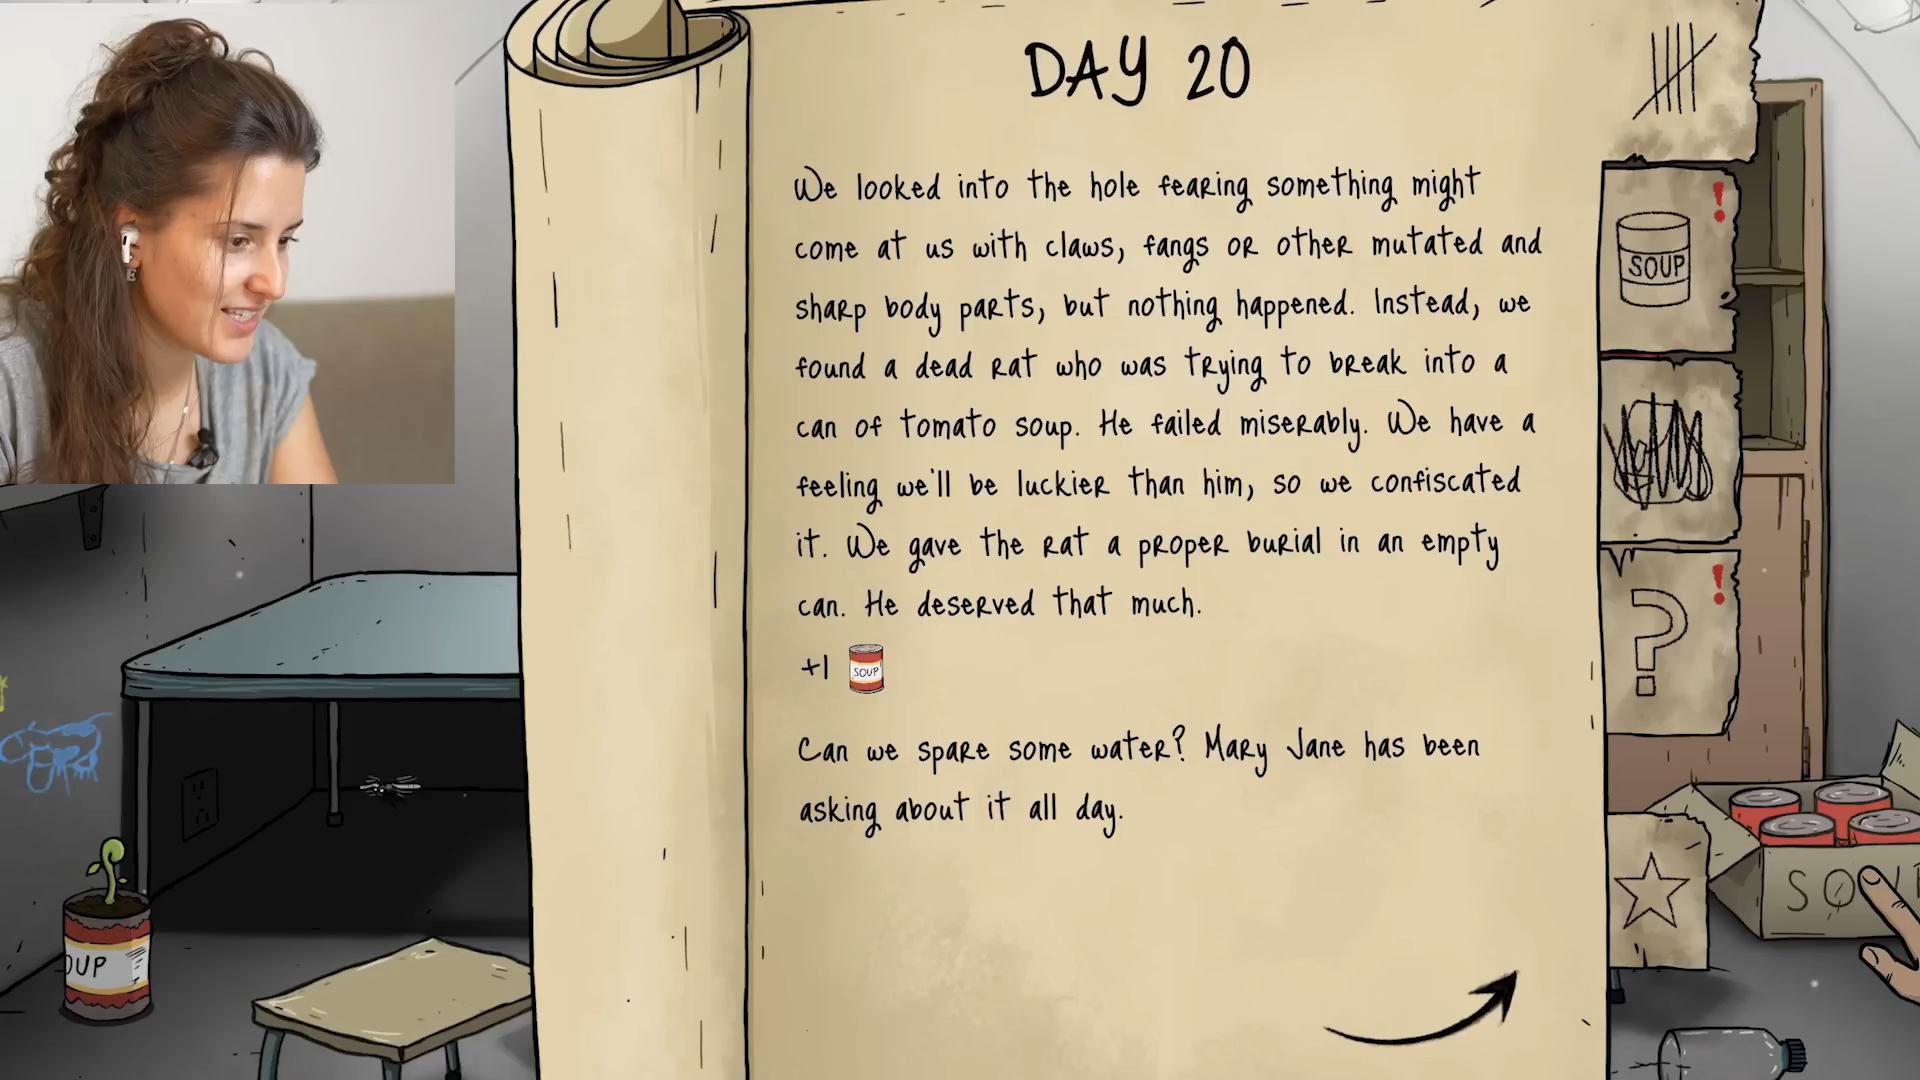 DAY 20
We looked into the hole fearing something might
come at us with claws, fangs or other mutated and
sharp body parts, but nothing happened. Instead, we
found a dead rat who was trying to break into a
can of tomato soup. He failed miserably. We have a
feeling we'll be luckier than him, so we confiscated
it. We gave the rat a proper burial in an empty
can. He deserved that much.
+1 SOUP
Can we spare some water? Mary Jane has been
asking about it all day.
!
SOUP
!
?
OUP
SOU